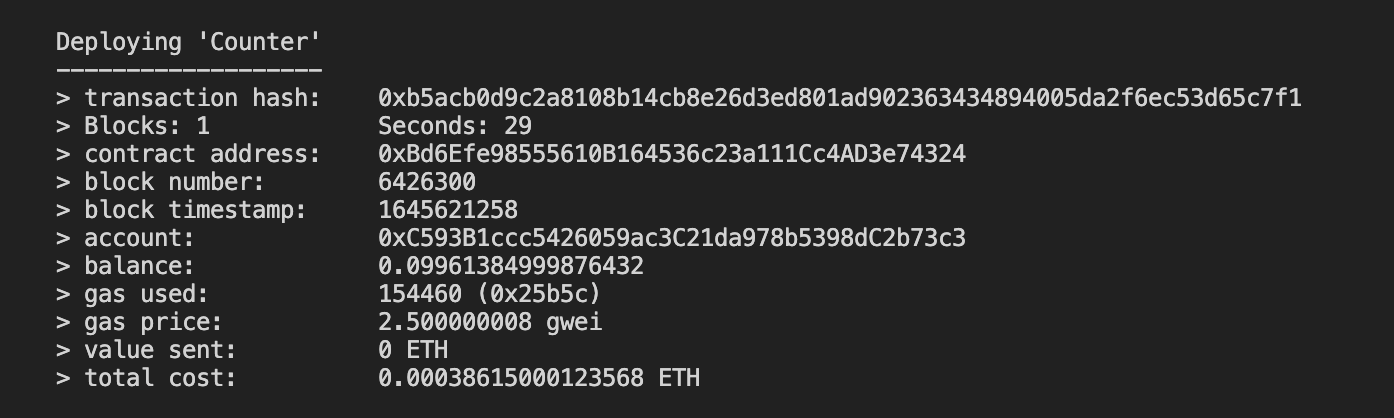 Deploying 'Counter'
-------------------
> transaction hash:    0xb5acb0d9c2a8108b14cb8e26d3ed801ad902363434894005da2f6ec53d65c7f1
> Blocks: 1            Seconds: 29
> contract address:    0xBd6Efe98555610B164536c23a111Cc4AD3e74324
> block number:        6426300
> block timestamp:     1645621258
> account:             0xC593B1ccc5426059ac3C21da978b5398dC2b73c3
> balance:             0.09961384999876432
> gas used:            154460 (0x25b5c)
> gas price:           2.500000008 gwei
> value sent:          0 ETH
> total cost:          0.00038615000123568 ETH